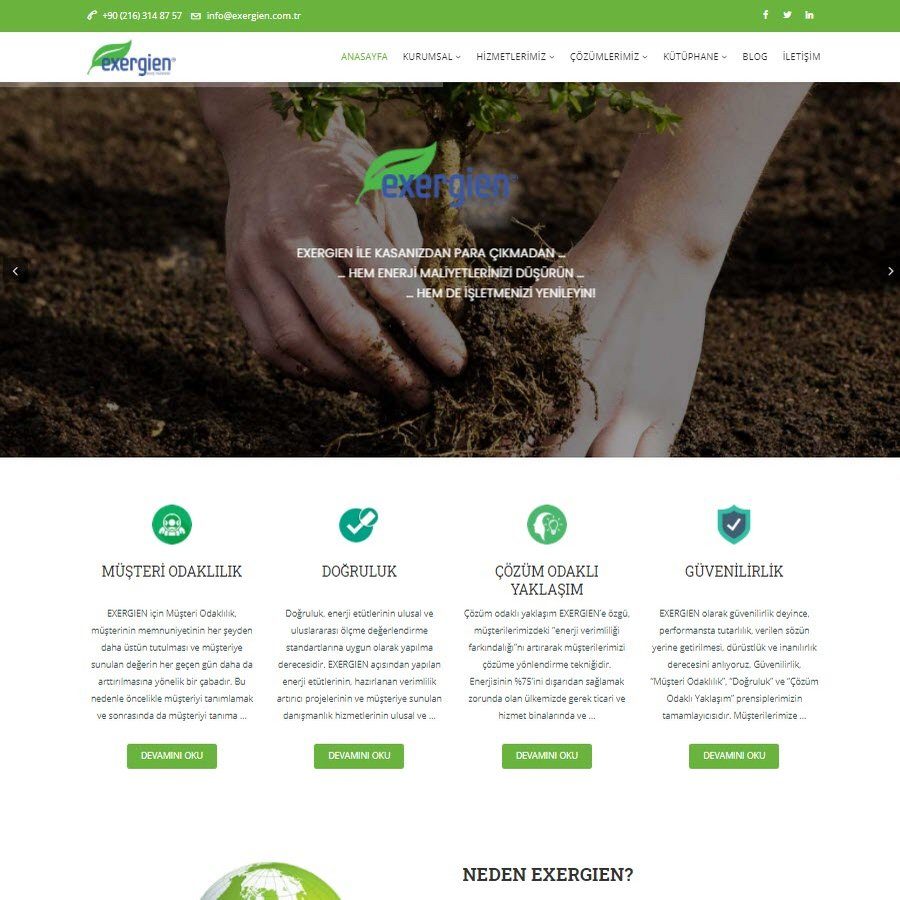 +90 (216) 314 87 57 info@exergien.com.tr
exergien
ANASAYFA KURUMSAL HİZMETLERİMİZ ÇÖZÜMLERİMİZ KÜTÜPHANE BLOG İLETİŞİM
exergien
EXERGIEN İLE KASANIZDAN PARA ÇIKMADAN ...
... HEM ENERJİ MALİYETLERİNİZİ DÜŞÜRÜN ...
... HEM DE İŞLETMENİZİ YENİLEYİN!
MÜŞTERİ ODAKLILIK
EXERGIEN için Müşteri Odaklılık,
müşterinin memnuniyetinin her şeyden
daha üstün tutulması ve müşteriye
sunulan değerin her geçen gün daha da
arttırılmasına yönelik bir çabadır. Bu
nedenle öncelikle müşteriyi tanımlamak
ve sonrasında da müşteriyi tanıma ...
DEVAMINI OKU
DOĞRULUK
Doğruluk, enerji etütlerinin ulusal ve
uluslararası ölçme değerlendirme
standartlarına uygun olarak yapılma
derecesidir. EXERGIEN açısından yapılan
enerji etütlerinin, hazırlanan verimlilik
artırıcı projelerinin ve müşteriye sunulan
danışmanlık hizmetlerinin ulusal ve ...
DEVAMINI OKU
ÇÖZÜM ODAKLI
YAKLAŞIM
Çözüm odaklı yaklaşım EXERGIEN'e özgü,
müşterilerimizdeki "enerji verimliliği
farkındalığı"nı artırarak müşterilerimizi
çözüme yönlendirme tekniğidir.
Enerjisinin %75'ini dışarıdan sağlamak
zorunda olan ülkemizde gerek ticari ve
hizmet binalarında ve ...
DEVAMINI OKU
GÜVENİLİRLİK
EXERGIEN olarak güvenilirlik deyince,
performansta tutarlılık, verilen sözün
yerine getirilmesi, dürüstlük ve inanılırlık
derecesini anlıyoruz. Güvenilirlik,
"Müşteri Odaklılık", "Doğruluk" ve "Çözüm
Odaklı Yaklaşım" prensiplerimizin
tamamlayıcısıdır. Müşterilerimize ...
DEVAMINI OKU
NEDEN EXERGIEN?